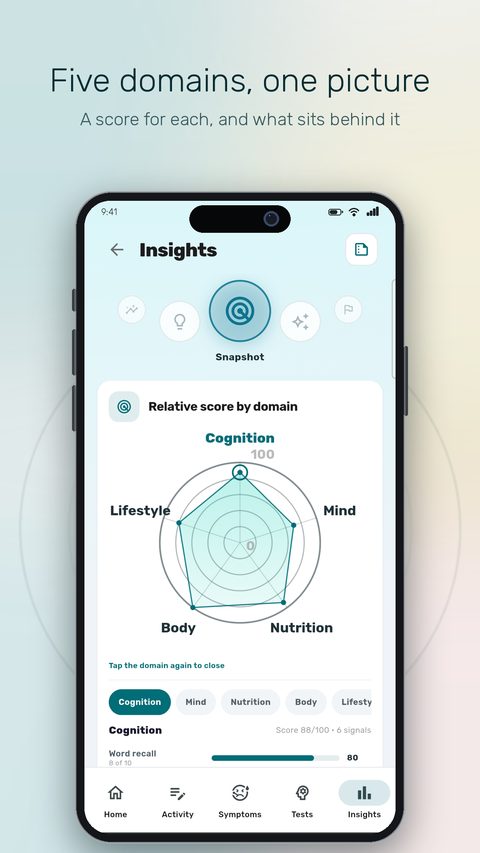 Five domains, one picture
A score for each, and what sits behind it
9:41
Insights
Snapshot
Relative score by domain
Cognition
100
Lifestyle
Mind
0
Body
Nutrition
Tap the domain again to close
Cognition
Mind
Nutrition
Body
Lifesty
Cognition
Score 88/100 • 6 signals
Word recall
80
8 of 10
Home
Activity
Symptoms
Tests
Insights